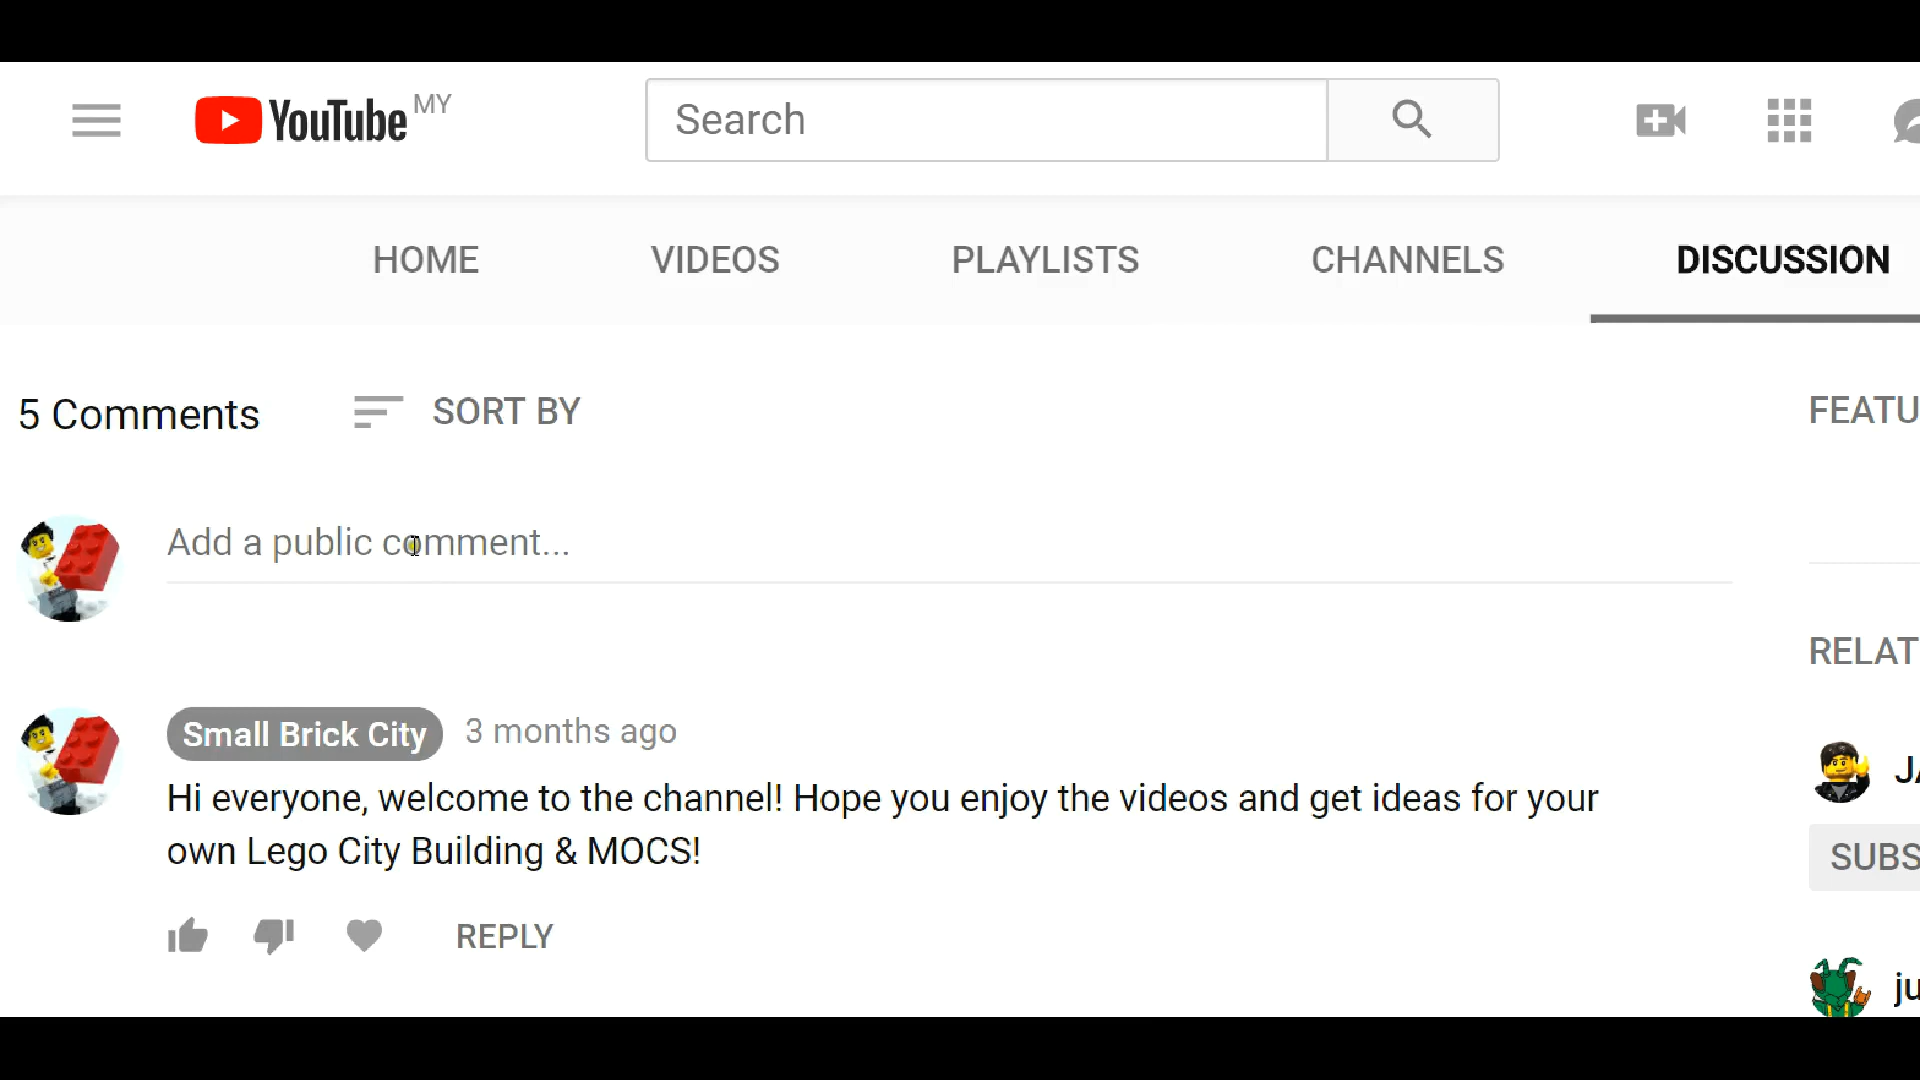 YouTube MY
Search
HOME VIDEOS PLAYLISTS CHANNELS DISCUSSION
5 Comments SORT BY
FEATU
Add a public comment...
RELAT
Small Brick City 3 months ago
Hi everyone, welcome to the channel! Hope you enjoy the videos and get ideas for your
own Lego City Building & MOCS!
JA
SUBS
REPLY
ju